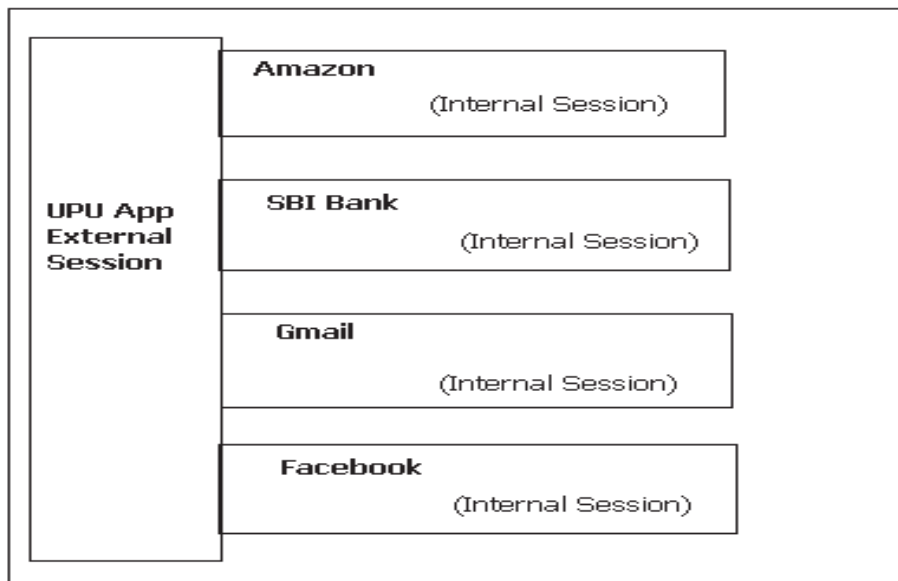 Amazon
(Internal Session)
UPU App
External
Session
SBI Bank
(Internal Session)
Gmail
(Internal Session)
Facebook
(Internal Session)